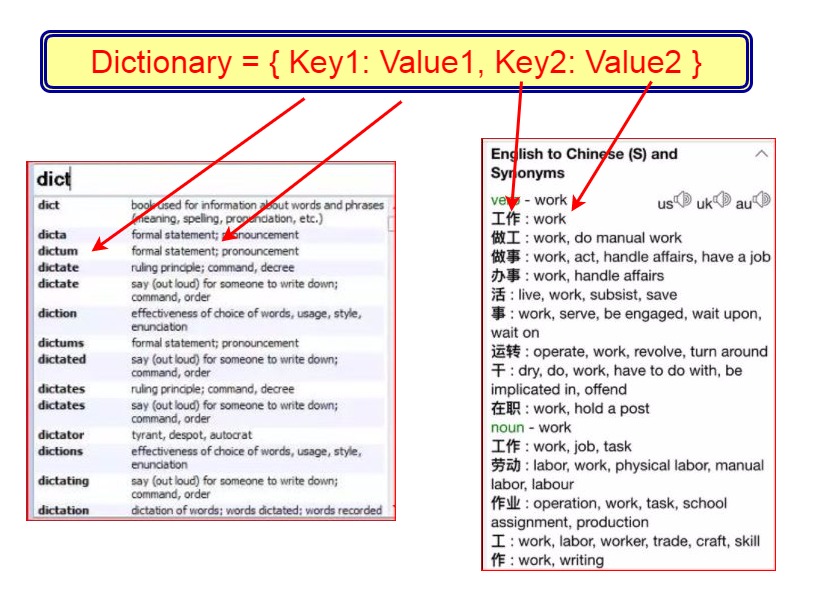 Dictionary = { Key1: Value1, Key2: Value2 }
dict
dict book used for information about words and phrases
(meaning, spelling, pronunciation, etc.)
dicta formal statement; pronouncement
dictum formal statement; pronouncement
dictate ruling principle; command, decree
dictate say (out loud) for someone to write down;
command, order
diction effectiveness of choice of words, usage, style,
enunciation
dictums formal statement; pronouncement
dictated say (out loud) for someone to write down;
command, order
dictates ruling principle; command, decree
dictates say (out loud) for someone to write down;
command, order
dictator tyrant, despot, autocrat
dictions effectiveness of choice of words, usage, style,
enunciation
dictating say (out loud) for someone to write down;
command, order
dictation dictation of words; words dictated; words recorded
English to Chinese (S) and
Synonyms
verb - work
us uk au
工作 : work
做工 : work, do manual work
做事 : work, act, handle affairs, have a job
办事 : work, handle affairs
活 : live, work, subsist, save
事 : work, serve, be engaged, wait upon,
wait on
运转 : operate, work, revolve, turn around
干 : dry, do, work, have to do with, be
implicated in, offend
在职 : work, hold a post
noun - work
工作 : work, job, task
劳动 : labor, work, physical labor, manual
labor, labour
作业 : operation, work, task, school
assignment, production
工 : work, labor, worker, trade, craft, skill
作 : work, writing